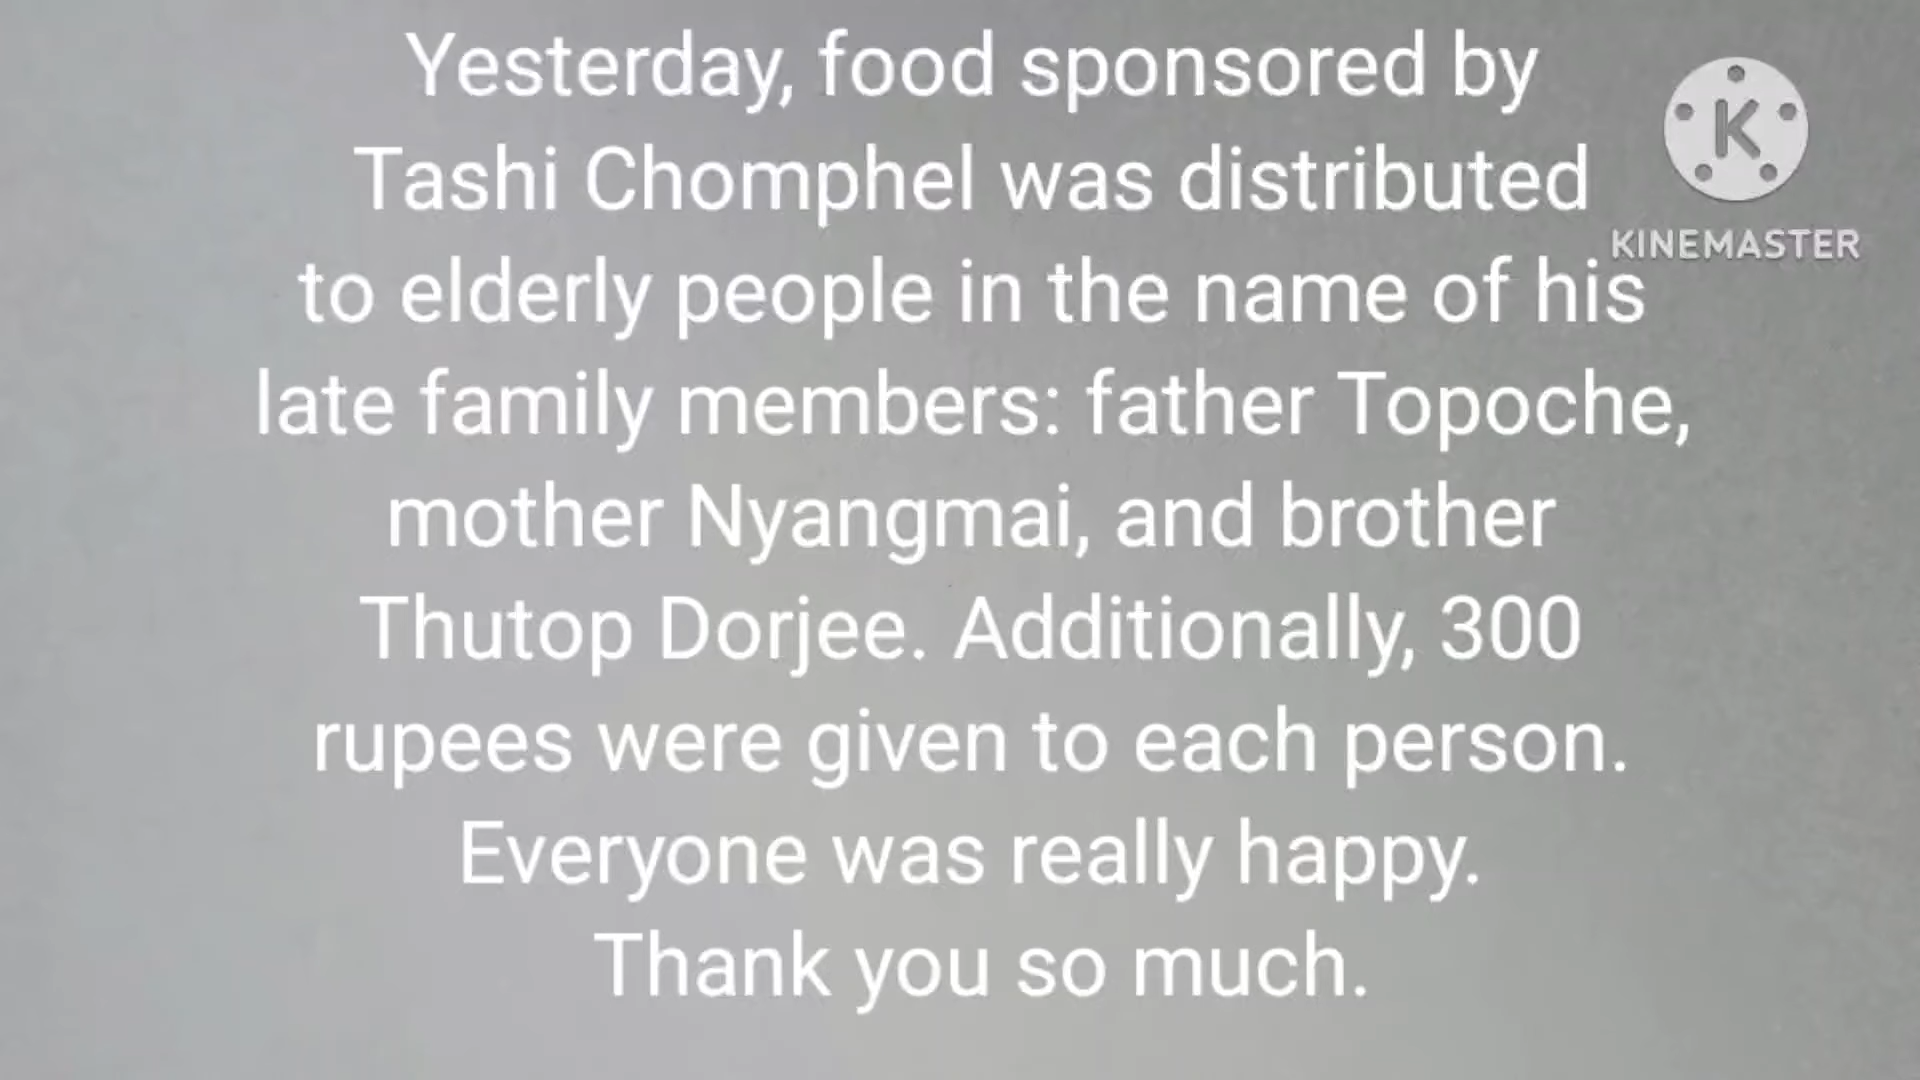 Yesterday, food sponsored by
Tashi Chomphel was distributed
to elderly people in the name of his
late family members: father Topoche,
mother Nyangmai, and brother
Thutop Dorjee. Additionally, 300
rupees were given to each person.
Everyone was really happy.
Thank you so much.
K
KINEMASTER